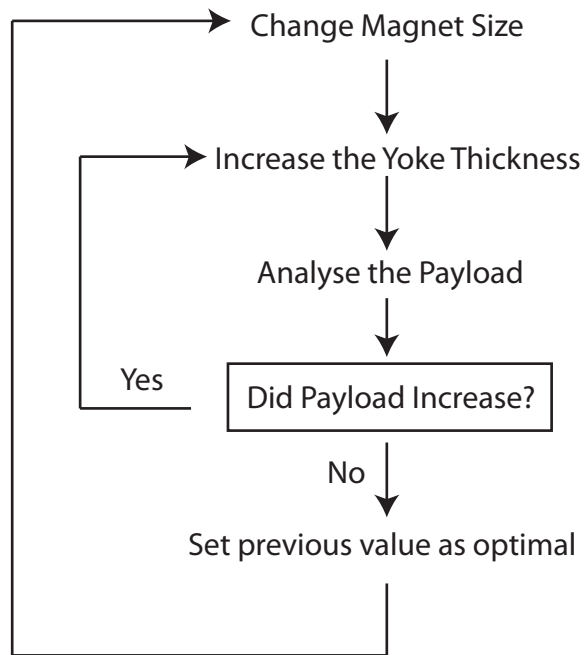 Change Magnet Size
Increase the Yoke Thickness
Analyse the Payload
Yes
Did Payload Increase?
No
Set previous value as optimal